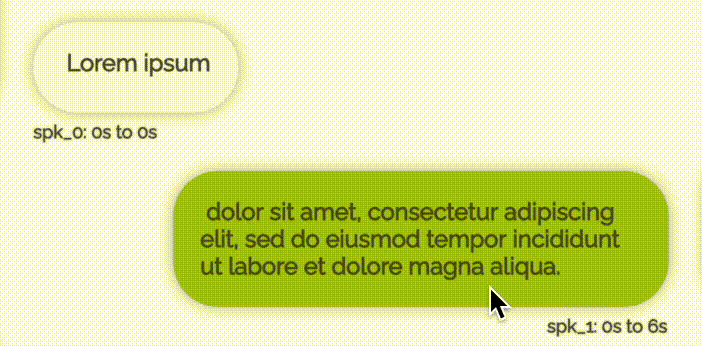 Lorem ipsum
spk_0: 0s to 0s
dolor sit amet, consectetur adipiscing
elit, sed do eiusmod tempor incididunt
ut labore et dolore magna aliqua.
spk_1: 0s to 6s